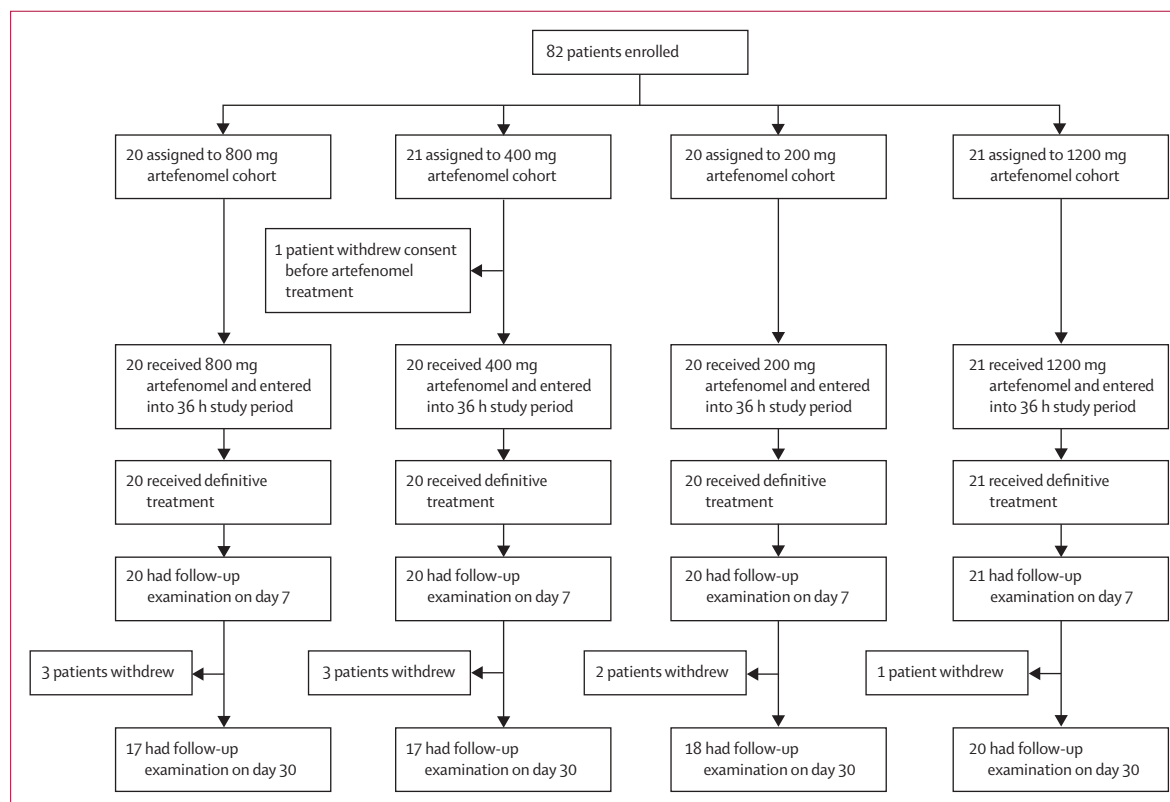 82 patients enrolled
20 assigned to 800 mg
artefenomel cohort
21 assigned to 400 mg
artefenomel cohort
20 assigned to 200 mg
artefenomel cohort
21 assigned to 1200 mg
artefenomel cohort
1 patient withdrew consent
before artefenomel
treatment
20 received 800 mg
artefenomel and entered
into 36 h study period
20 received 400 mg
artefenomel and entered
into 36 h study period
20 received 200 mg
artefenomel and entered
into 36 h study period
21 received 1200 mg
artefenomel and entered
into 36 h study period
20 received definitive
treatment
20 received definitive
treatment
20 received definitive
treatment
21 received definitive
treatment
20 had follow-up
examination on day 7
20 had follow-up
examination on day 7
20 had follow-up
examination on day 7
21 had follow-up
examination on day 7
3 patients withdrew
3 patients withdrew
2 patients withdrew
1 patient withdrew
17 had follow-up
examination on day 30
17 had follow-up
examination on day 30
18 had follow-up
examination on day 30
20 had follow-up
examination on day 30